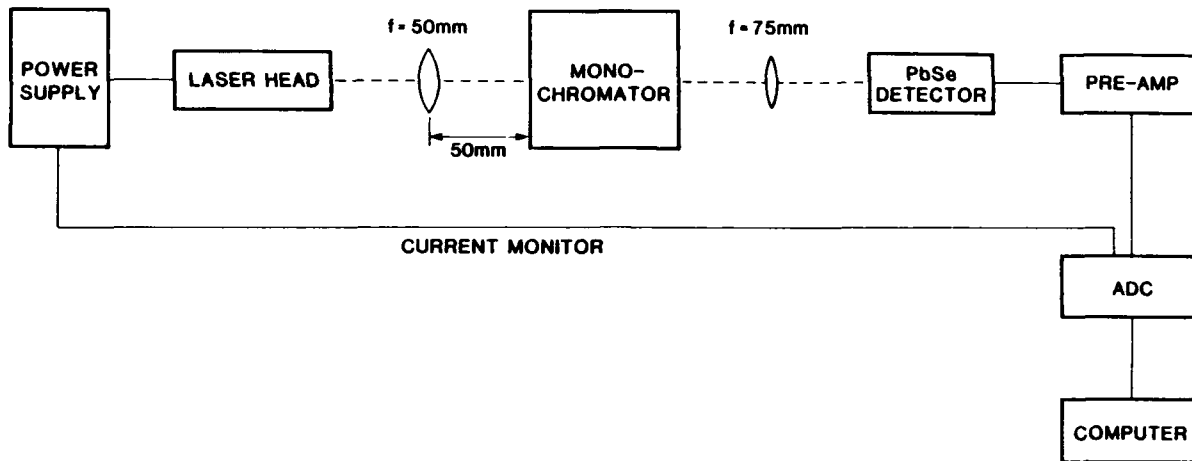 f = 50mm
f = 75mm
POWER
SUPPLY
LASER HEAD
MONO-
CHROMATOR
PbSe
DETECTOR
PRE-AMP
50mm
CURRENT MONITOR
ADC
COMPUTER